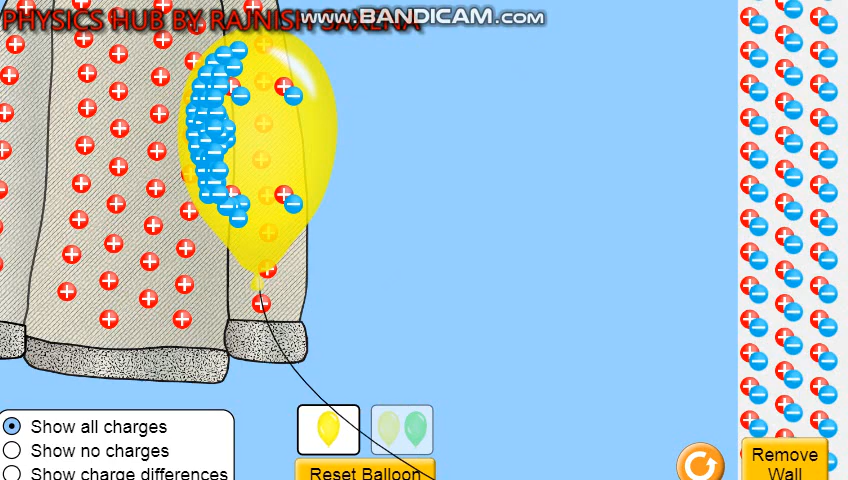 PHYSICS HUB BY RAJNISH SAXENA
www.BANDICAM.com
Show all charges
Show no charges
Show charge differences
Reset Balloon
Remove
Wall